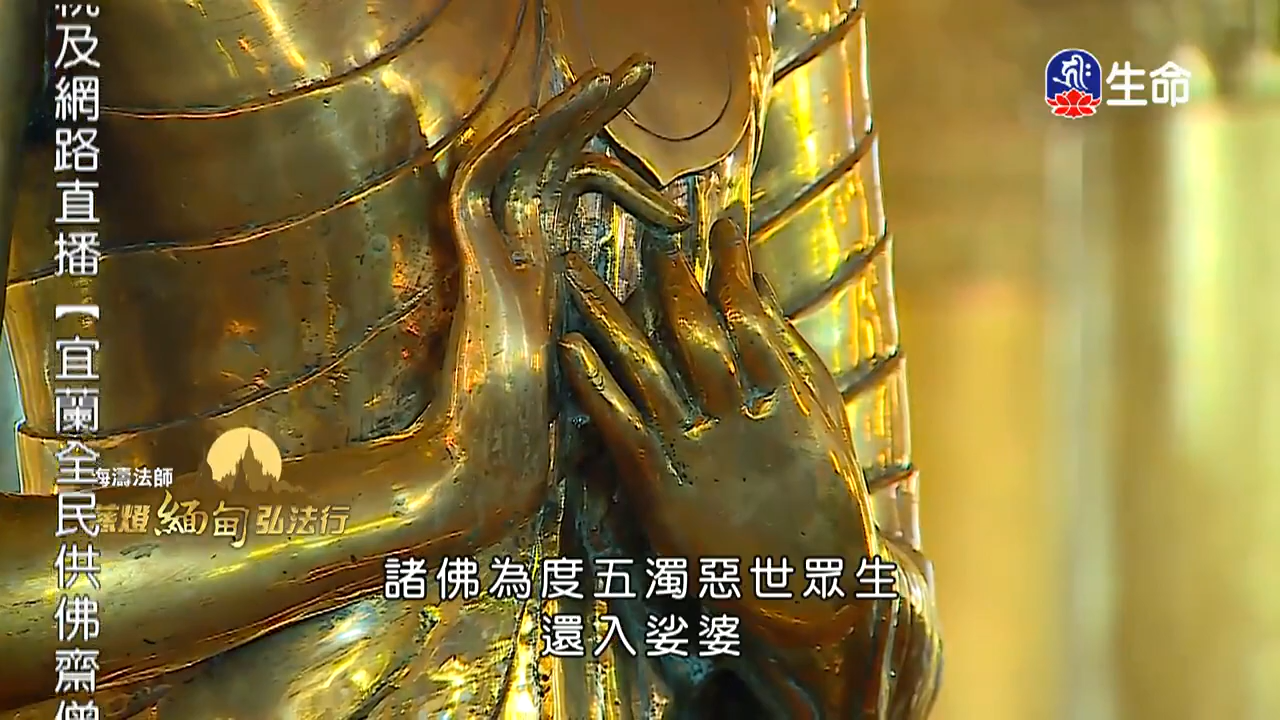 生命
及網路直播【宜蘭全民供佛齋僧
海濤法師
燃燈緬甸弘法行
諸佛為度五濁惡世眾生
還入娑婆